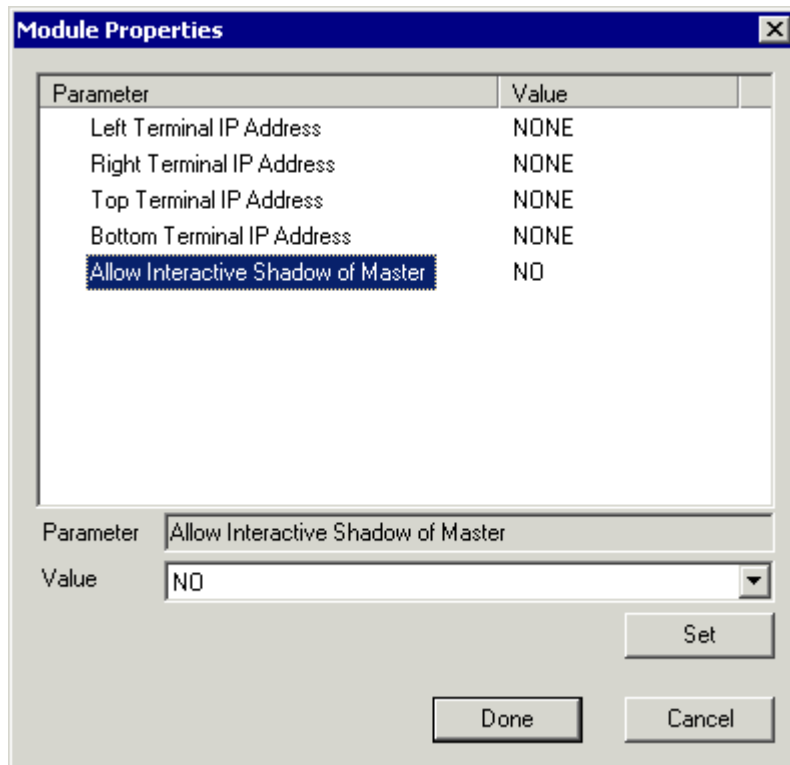 Module Properties
Parameter Value
Left Terminal IP Address NONE
Right Terminal IP Address NONE
Top Terminal IP Address NONE
Bottom Terminal IP Address NONE
Allow Interactive Shadow of Master NO
Parameter Allow Interactive Shadow of Master
Value NO
Set
Done Cancel